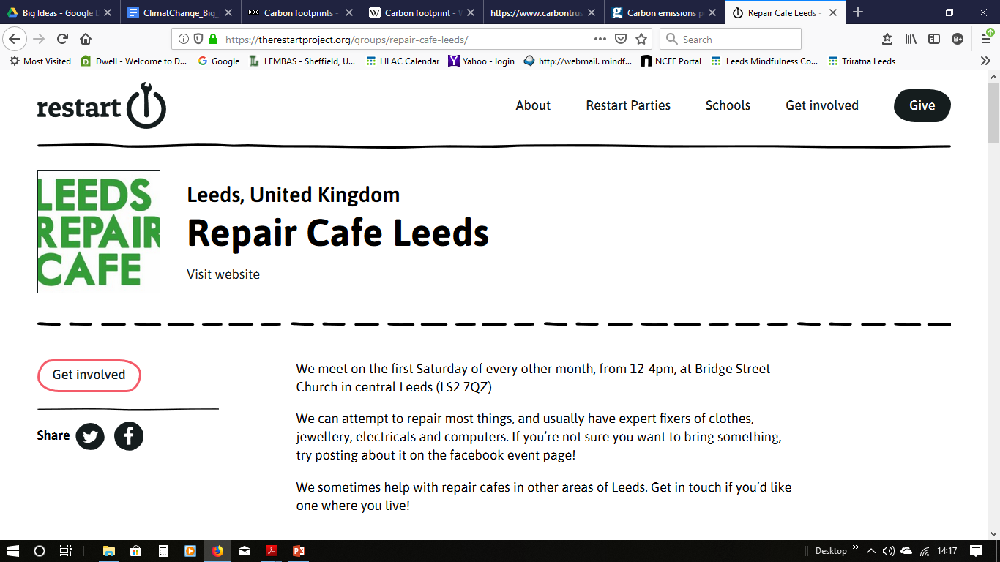 Big Ideas - Google D
ClimatChange_Big_
BBC Carbon footprints -
W Carbon footprint - W
https://www.carbontrus
Carbon emissions p
Repair Cafe Leeds -
https://therestartproject.org/groups/repair-cafe-leeds/
Search
Most Visited
Dwell - Welcome to D...
Google
LEMBAS - Sheffield, U...
LILAC Calendar
Yahoo - login
http://webmail. mindf...
NCFE Portal
Leeds Mindfulness Co...
Triratna Leeds
restart
About
Restart Parties
Schools
Get involved
Give
LEEDS
REPAIR
CAFE
Leeds, United Kingdom
Repair Cafe Leeds
Visit website
Get involved
Share
We meet on the first Saturday of every other month, from 12-4pm, at Bridge Street
Church in central Leeds (LS2 7QZ)
We can attempt to repair most things, and usually have expert fixers of clothes,
jewellery, electricals and computers. If you’re not sure you want to bring something,
try posting about it on the facebook event page!
We sometimes help with repair cafes in other areas of Leeds. Get in touch if you’d like
one where you live!
Desktop
14:17